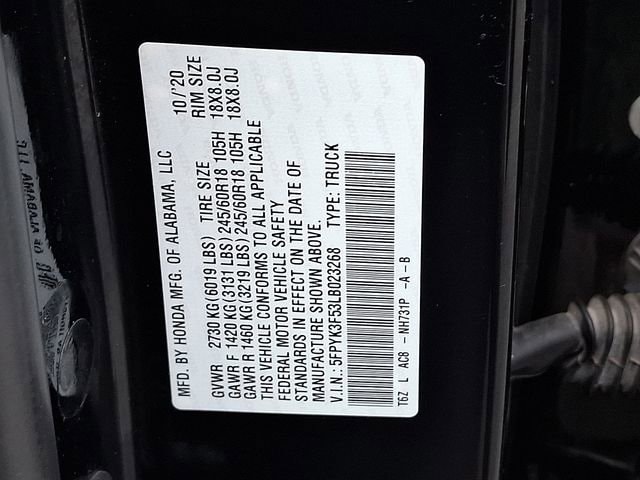 MFD. BY HONDA MFG. OF ALABAMA, LLC 10/'20
GVWR 2730 KG (6019 LBS) TIRE SIZE RIM SIZE
GAWR F 1420 KG (3131 LBS) 245/60R18 105H 18X8.0J
GAWR R 1460 KG (3219 LBS) 245/60R18 105H 18X8.0J
THIS VEHICLE CONFORMS TO ALL APPLICABLE
FEDERAL MOTOR VEHICLE SAFETY
STANDARDS IN EFFECT ON THE DATE OF
MANUFACTURE SHOWN ABOVE.
V.I.N.: 5FPYK3F53LB023268 TYPE: TRUCK
T6Z L AC8 - NH731P -A-B
OF ALABAMA, LLC